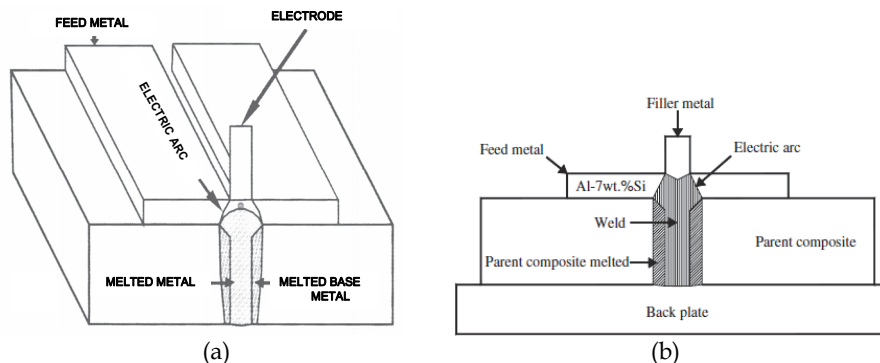 FEED METAL
ELECTRODE
ELECTRIC ARC
MELTED METAL
MELTED BASE
METAL
(a)
Filler metal
Feed metal
Electric arc
Al-7wt.%Si
Weld
Parent composite
Parent composite melted
Back plate
(b)